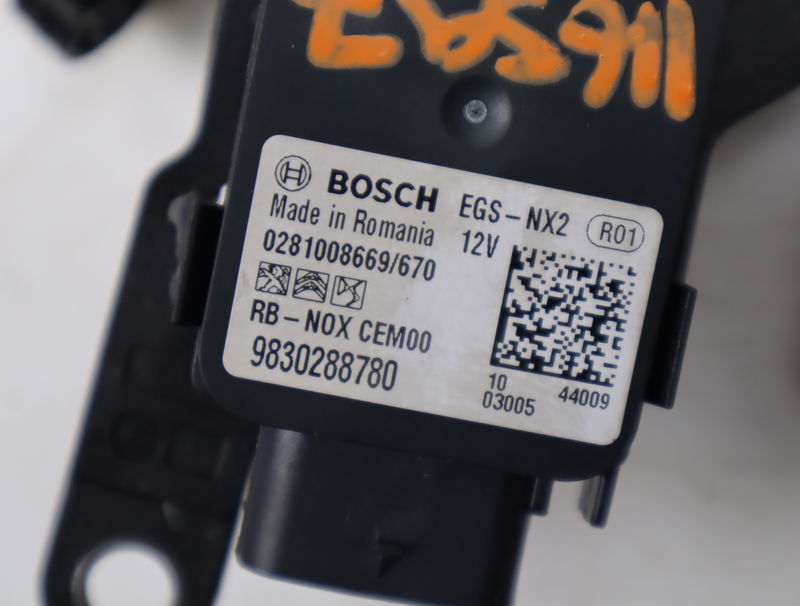 BOSCH EGS-NX2 R01
Made in Romania 12V
0281008669/670
RB-NOX CEM00
9830288780
10 44009
03005